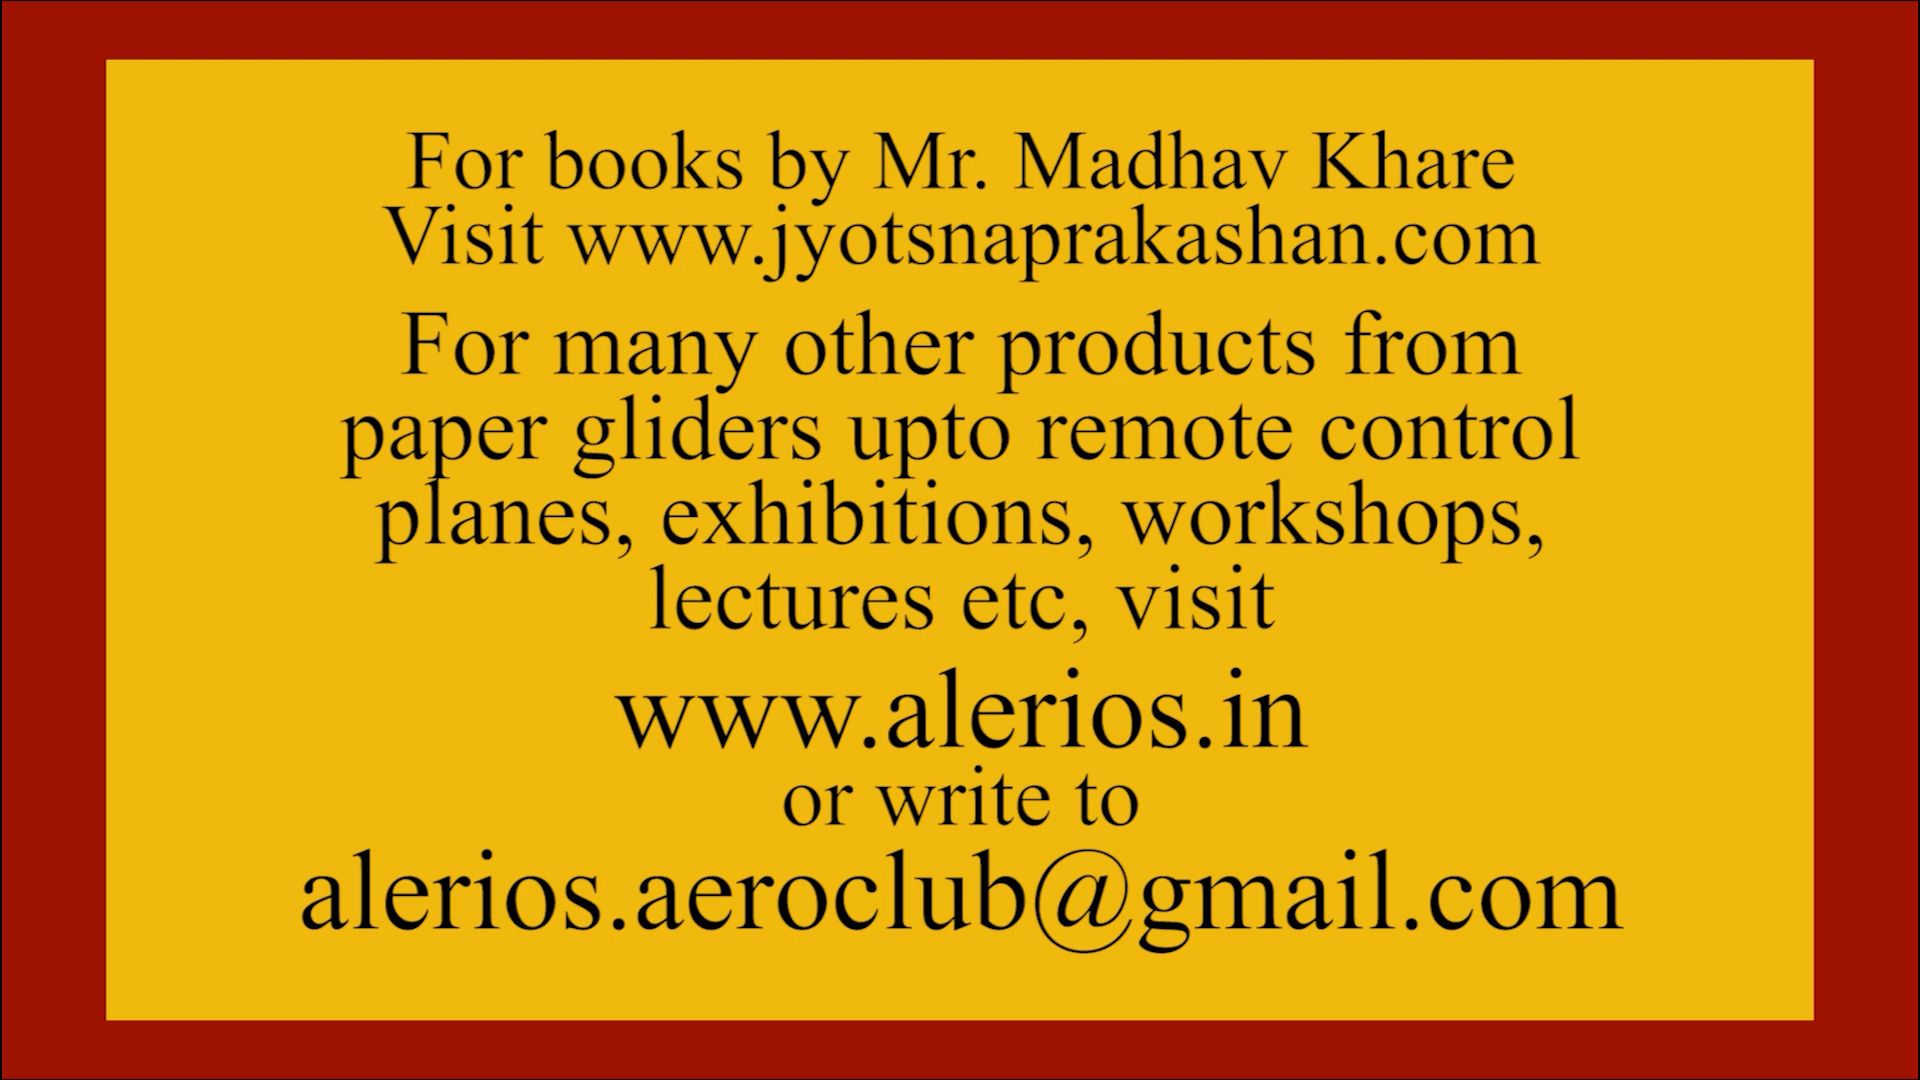 For books by Mr. Madhav Khare
Visit www.jyotsnaprakashan.com
For many other products from
paper gliders upto remote control
planes, exhibitions, workshops,
lectures etc, visit
www.alerios.in
or write to
alerios.aeroclub@gmail.com